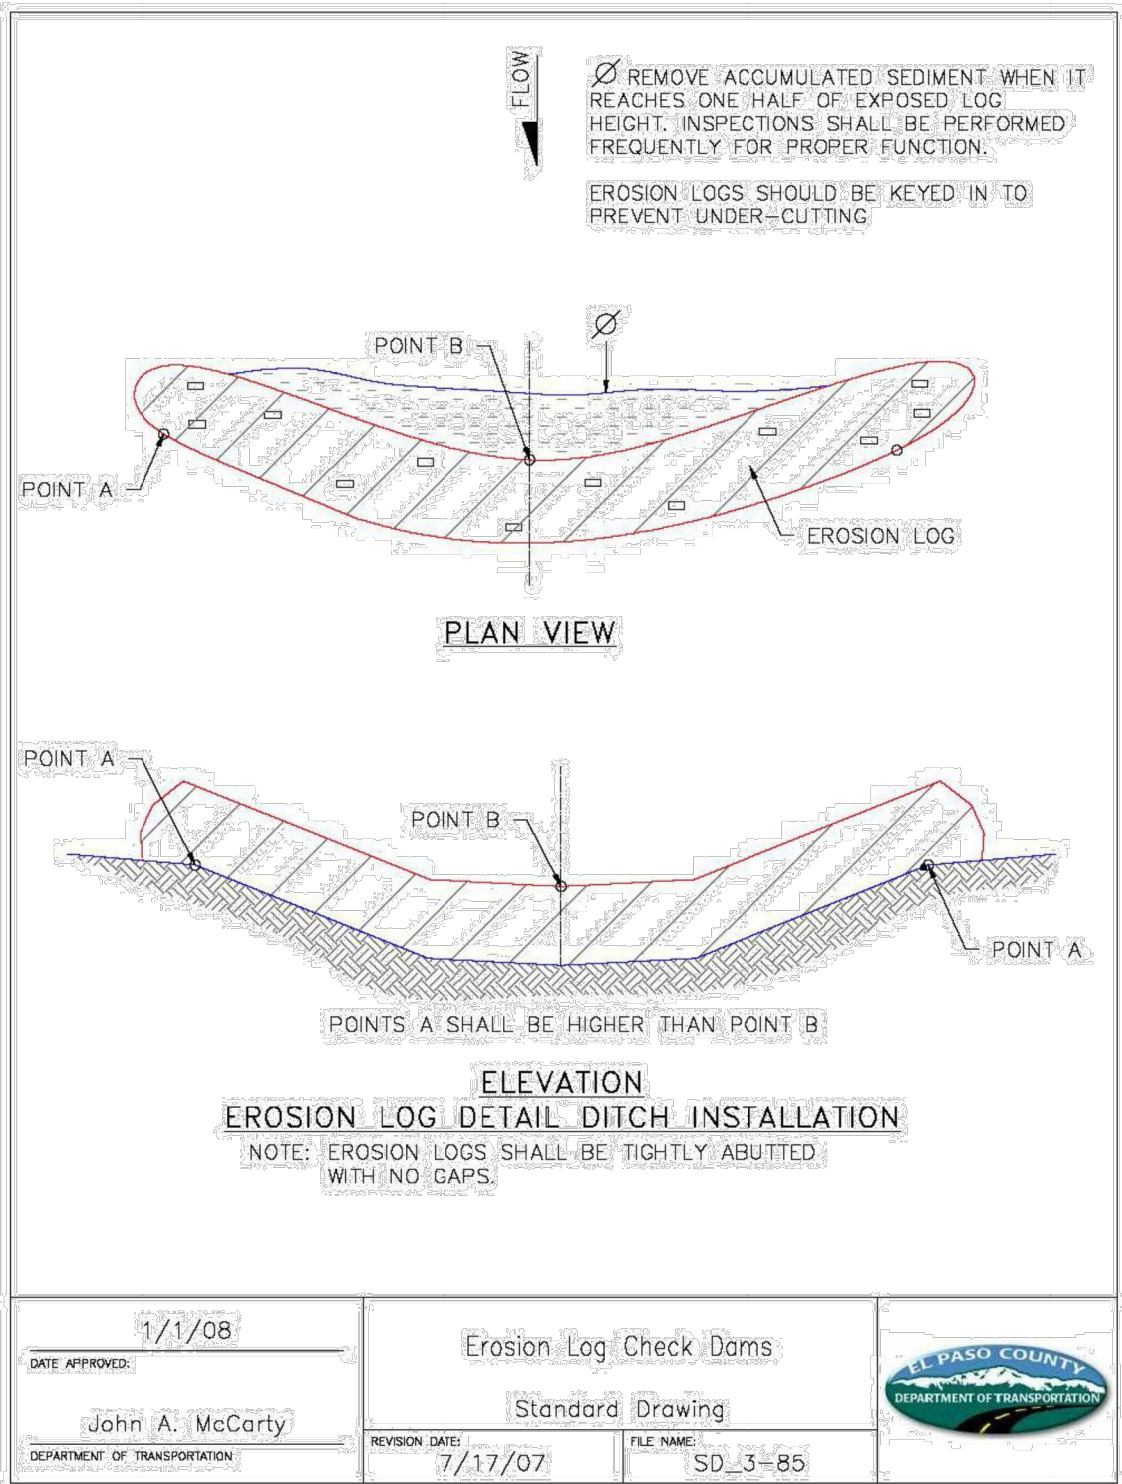 FLOW
∅ REMOVE ACCUMULATED SEDIMENT WHEN IT
REACHES ONE HALF OF EXPOSED LOG
HEIGHT. INSPECTIONS SHALL BE PERFORMED
FREQUENTLY FOR PROPER FUNCTION.
EROSION LOGS SHOULD BE KEYED IN TO
PREVENT UNDER-CUTTING
∅
POINT B
POINT A
EROSION LOG
PLAN VIEW
POINT A
POINT B
POINT A
POINTS A SHALL BE HIGHER THAN POINT B
ELEVATION
EROSION LOG DETAIL DITCH INSTALLATION
NOTE: EROSION LOGS SHALL BE TIGHTLY ABUTTED
WITH NO GAPS.
1/1/08
DATE APPROVED:
John A. McCarty
DEPARTMENT OF TRANSPORTATION
Erosion Log Check Dams
Standard Drawing
REVISION DATE:
7/17/07
FILE NAME:
SD_3-85
EL PASO COUNTY
DEPARTMENT OF TRANSPORTATION